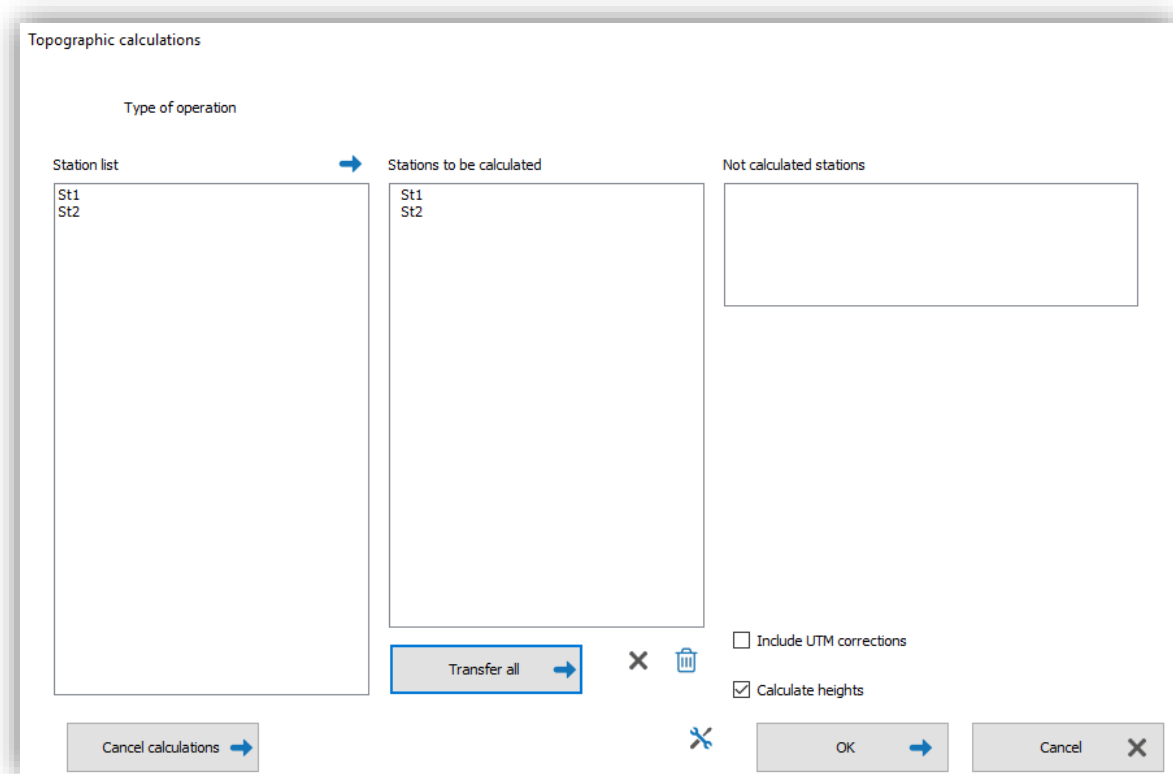 Topographic calculations
Type of operation
Station list
Stations to be calculated
Not calculated stations
St1
St2
St1
St2
Include UTM corrections
Transfer all
Calculate heights
Cancel calculations
OK
Cancel